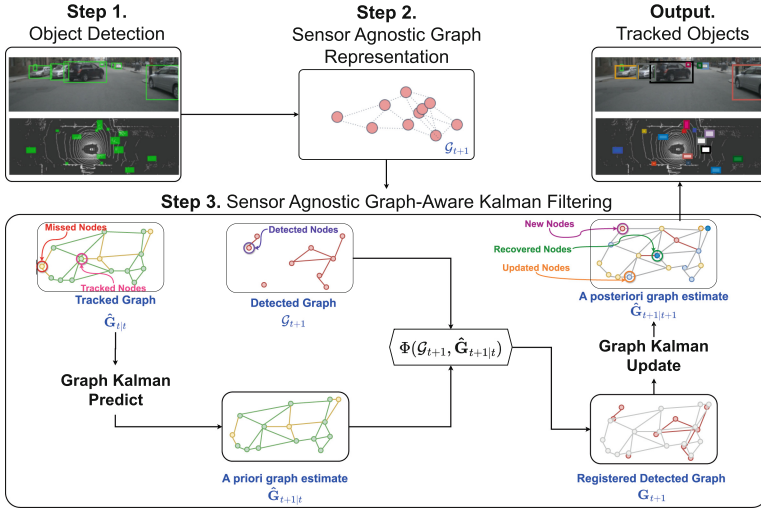 Step 1.
Object Detection
Step 2.
Sensor Agnostic Graph
Representation
Output.
Tracked Objects
𝒢ₜ₊₁
Step 3. Sensor Agnostic Graph-Aware Kalman Filtering
Missed Nodes
Tracked Nodes
Tracked Graph
Ĝₜ|ₜ
Detected Nodes
Detected Graph
𝒢ₜ₊₁
New Nodes
Recovered Nodes
Updated Nodes
A posteriori graph estimate
Ĝₜ₊₁|ₜ₊₁
Graph Kalman
Predict
Φ(𝒢ₜ₊₁, Ĝₜ₊₁|ₜ)
Graph Kalman
Update
A priori graph estimate
Ĝₜ₊₁|ₜ
Registered Detected Graph
Gₜ₊₁